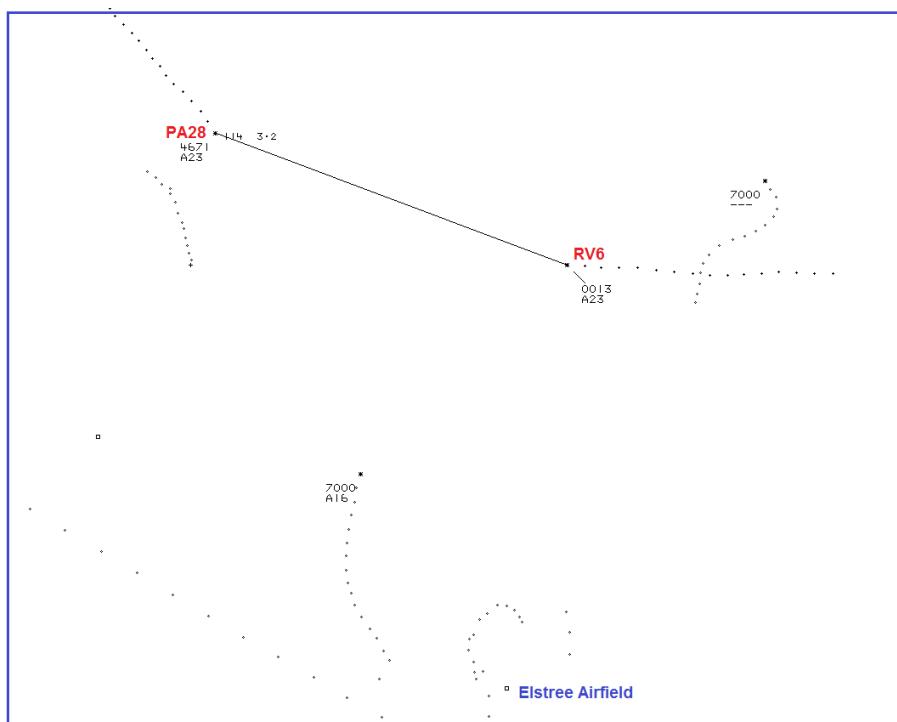 PA28
114 3·2
4671
A23
7000
---
RV6
0013
A23
7000
A16
Elstree Airfield